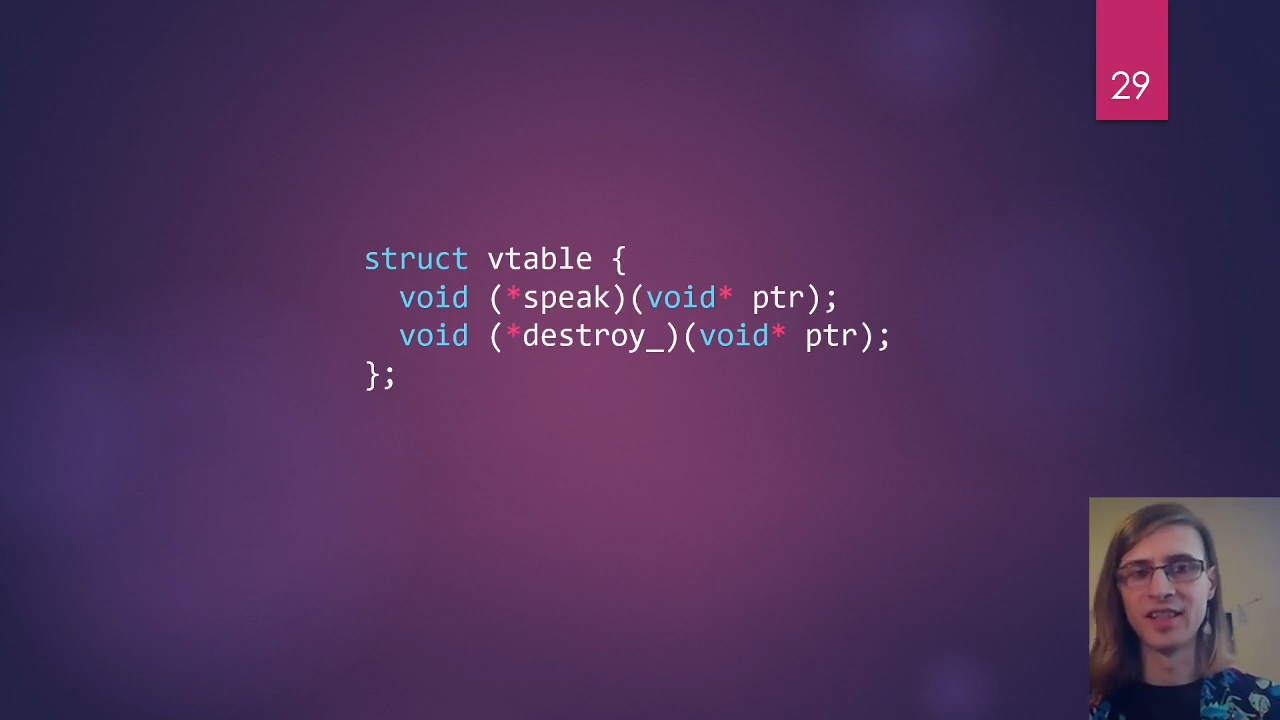 29
struct vtable {
  void (*speak)(void* ptr);
  void (*destroy_)(void* ptr);
};